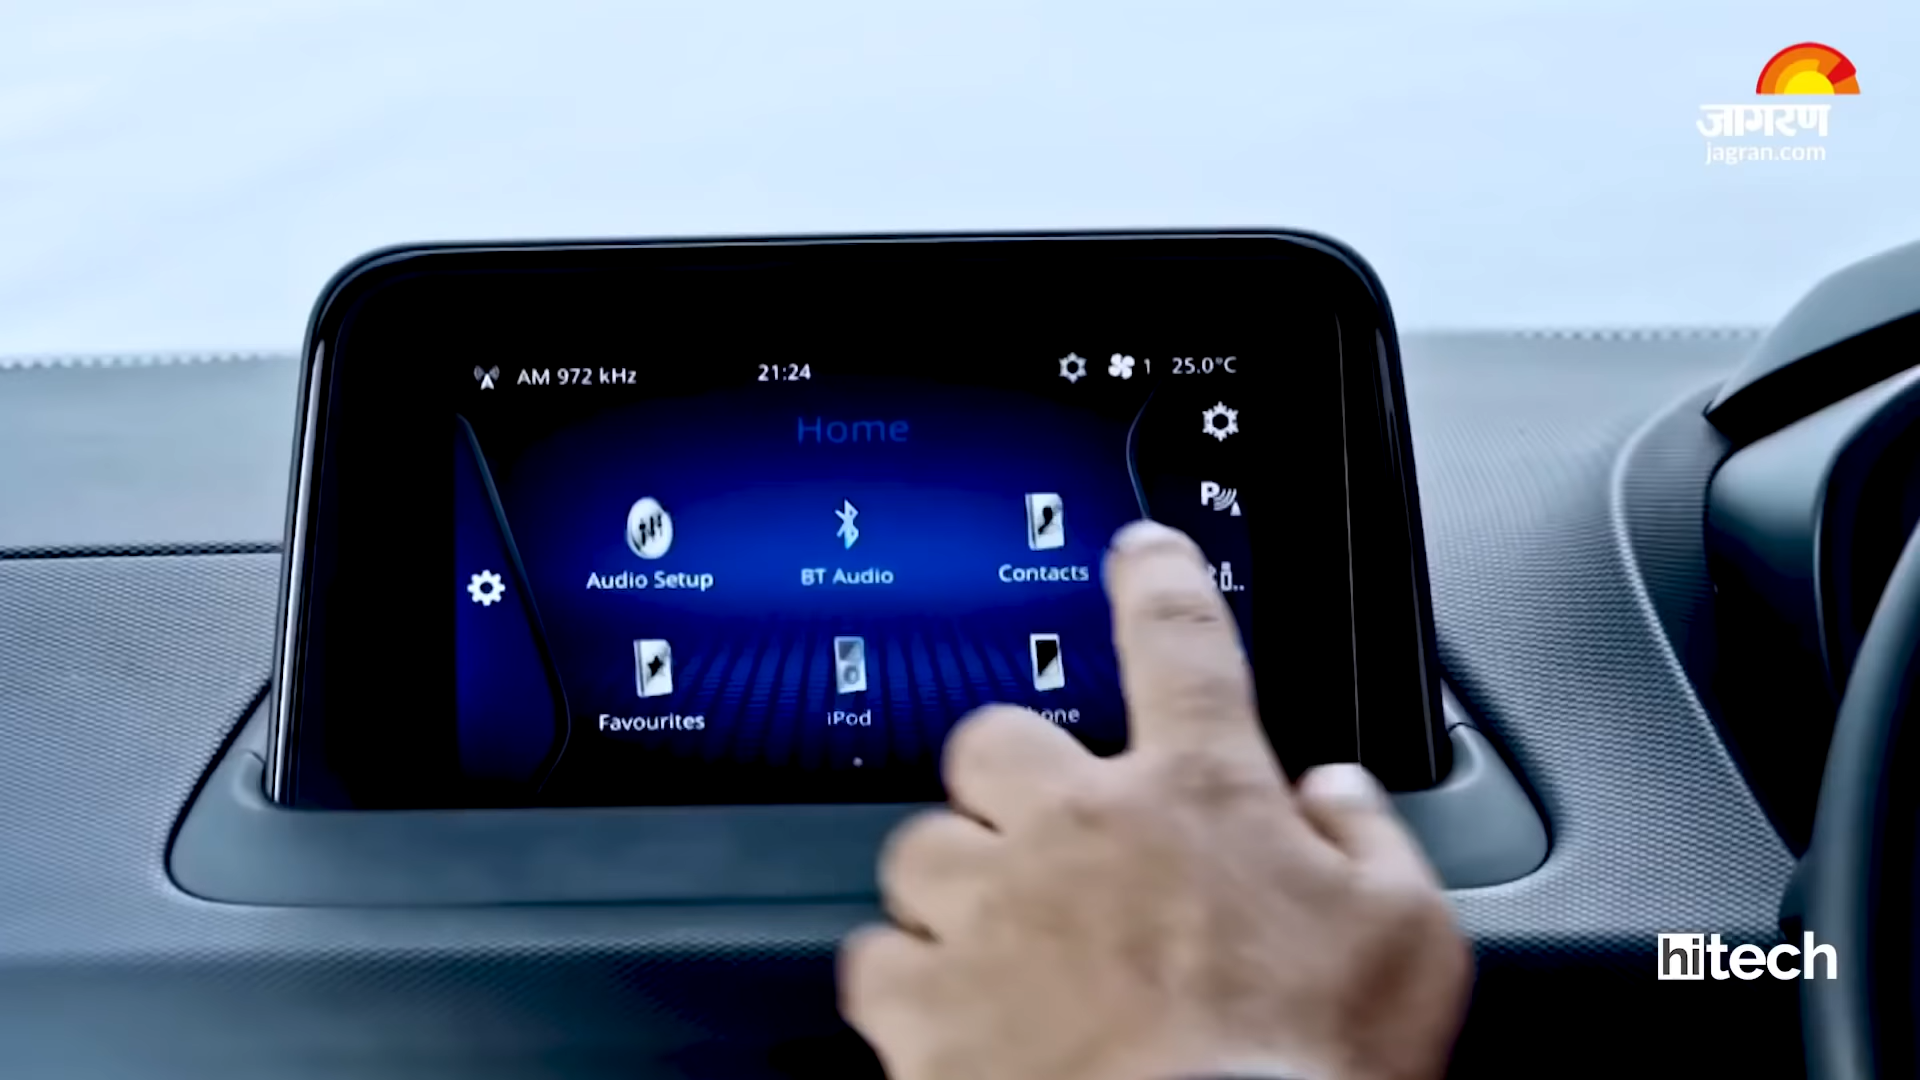 जागरण
jagran.com
AM 972 kHz 21:24 1 25.0°C
Home
P
Audio Setup BT Audio Contacts
Favourites iPod
hitech